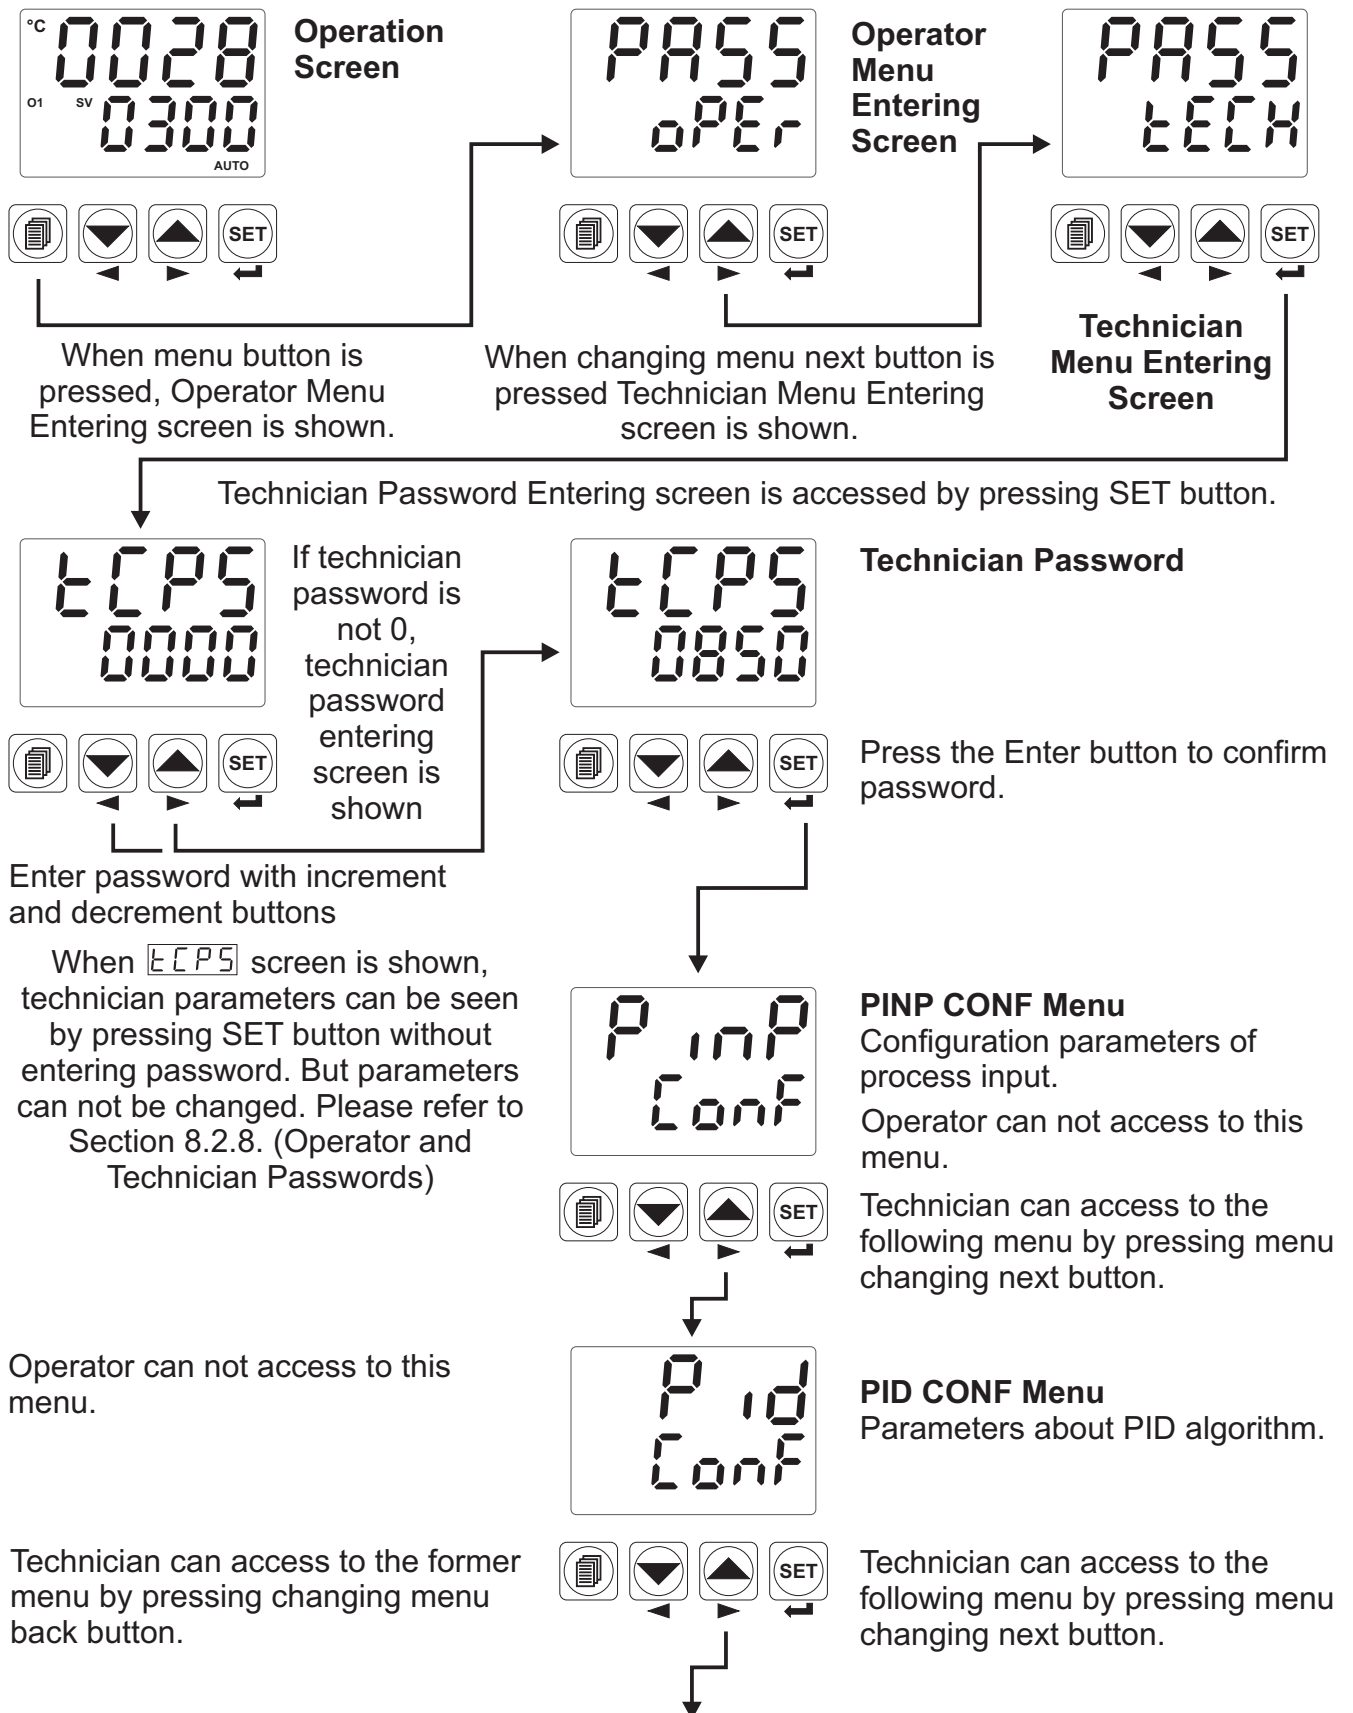 °C 0028
O1 SV 0300
AUTO
Operation
Screen
PASS
oPEr
Operator
Menu
Entering
Screen
PASS
tECH
SET
SET
SET
When menu button is
pressed, Operator Menu
Entering screen is shown.
When changing menu next button is
pressed Technician Menu Entering
screen is shown.
Technician
Menu Entering
Screen
Technician Password Entering screen is accessed by pressing SET button.
tCPS
0000
If technician
password is
not 0,
technician
password
entering
screen is
shown
tCPS
0850
Technician Password
SET
SET
Press the Enter button to confirm
password.
Enter password with increment
and decrement buttons
When tCPS screen is shown,
technician parameters can be seen
by pressing SET button without
entering password. But parameters
can not be changed. Please refer to
Section 8.2.8. (Operator and
Technician Passwords)
PinP
ConF
PINP CONF Menu
Configuration parameters of
process input.
Operator can not access to this
menu.
SET
Technician can access to the
following menu by pressing menu
changing next button.
Operator can not access to this
menu.
Pid
ConF
PID CONF Menu
Parameters about PID algorithm.
Technician can access to the former
menu by pressing changing menu
back button.
SET
Technician can access to the
following menu by pressing menu
changing next button.